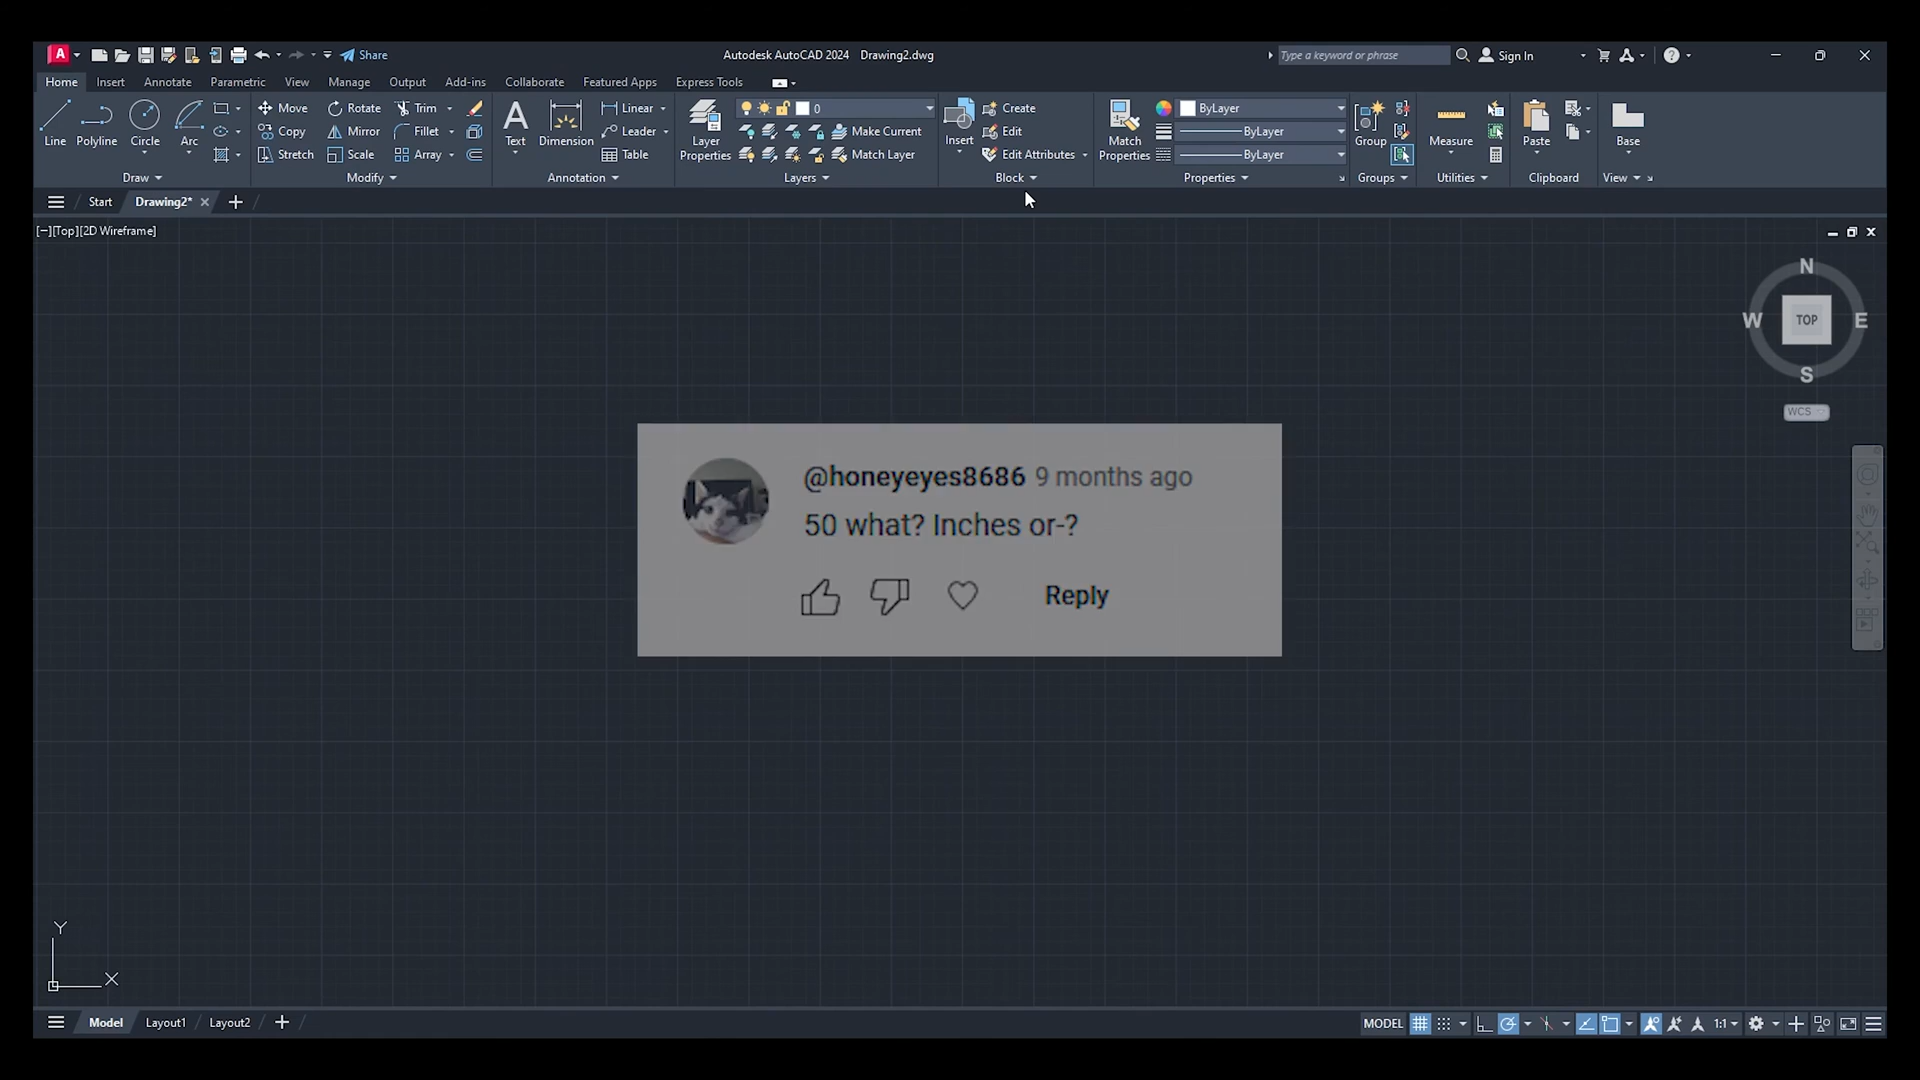 A Share Autodesk AutoCAD 2024 Drawing2.dwg Type a keyword or phrase Sign In
Home Insert Annotate Parametric View Manage Output Add-ins Collaborate Featured Apps Express Tools
Line Polyline Circle Arc
Move Rotate Trim
Copy Mirror Fillet
Stretch Scale Array
Text Dimension
Linear
Leader
Table
Layer Properties
0
Make Current
Match Layer
Insert
Create
Edit
Edit Attributes
Match Properties
ByLayer
ByLayer
ByLayer
Group Measure Paste Base
Draw Modify Annotation Layers Block Properties Groups Utilities Clipboard View
Start Drawing2*
[−][Top][2D Wireframe]
N
W TOP E
S
WCS
@honeyeyes8686 9 months ago
50 what? Inches or-?
Reply
Y
X
Model Layout1 Layout2 MODEL 1:1